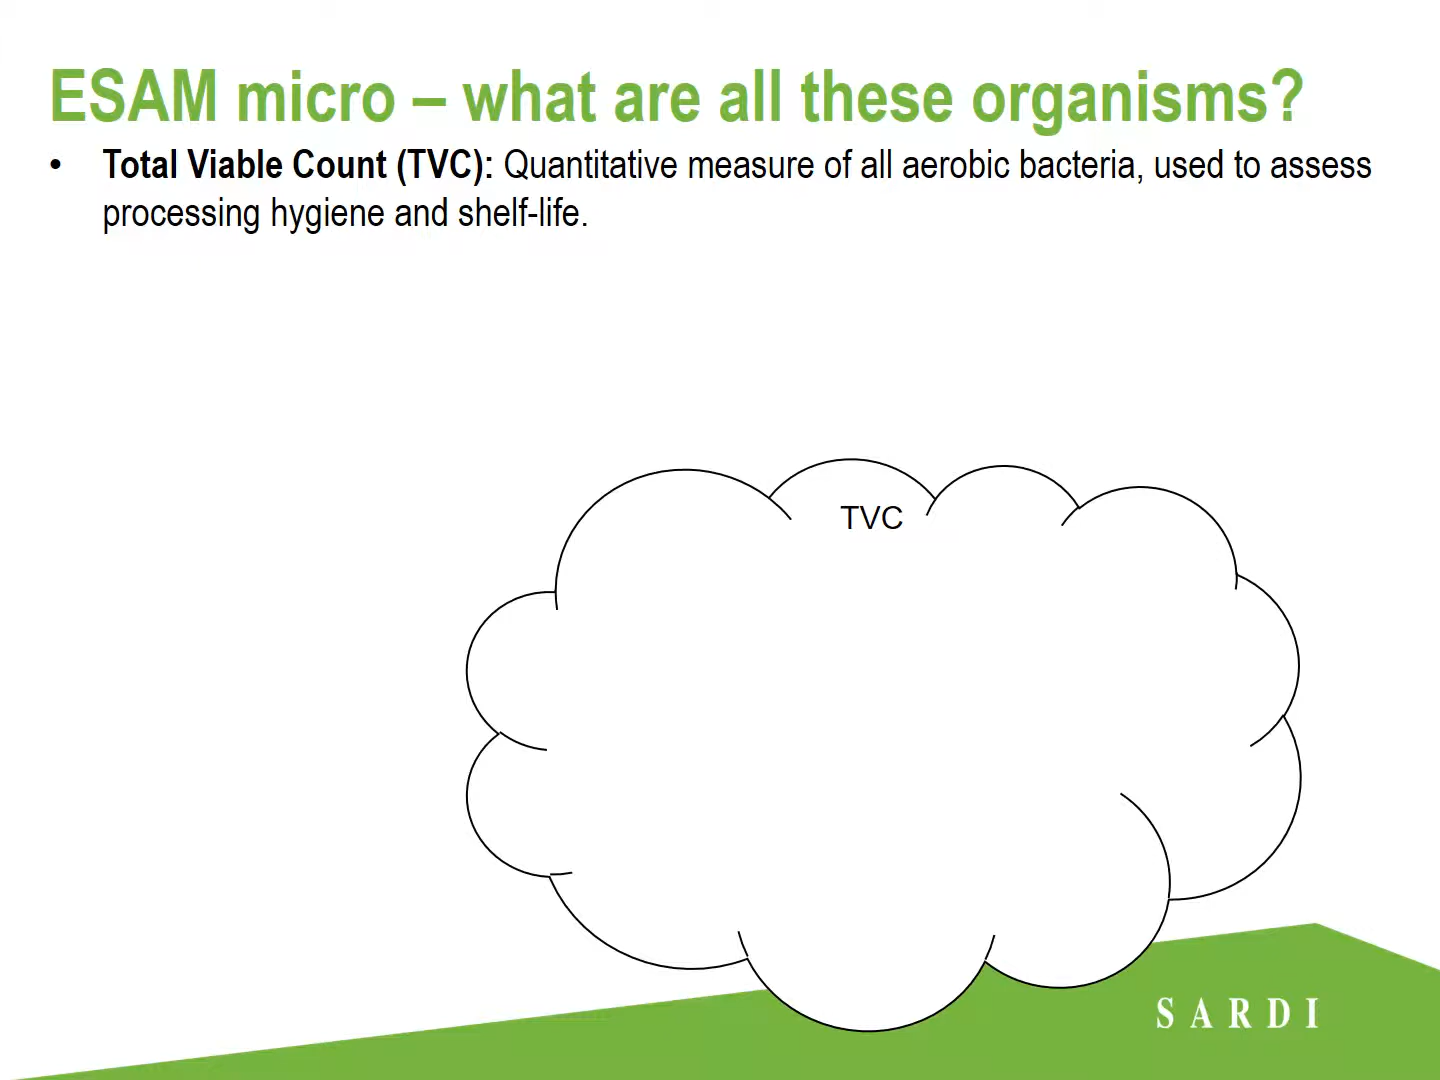 ESAM micro – what are all these organisms?
• Total Viable Count (TVC): Quantitative measure of all aerobic bacteria, used to assess
processing hygiene and shelf-life.
TVC
SARDI